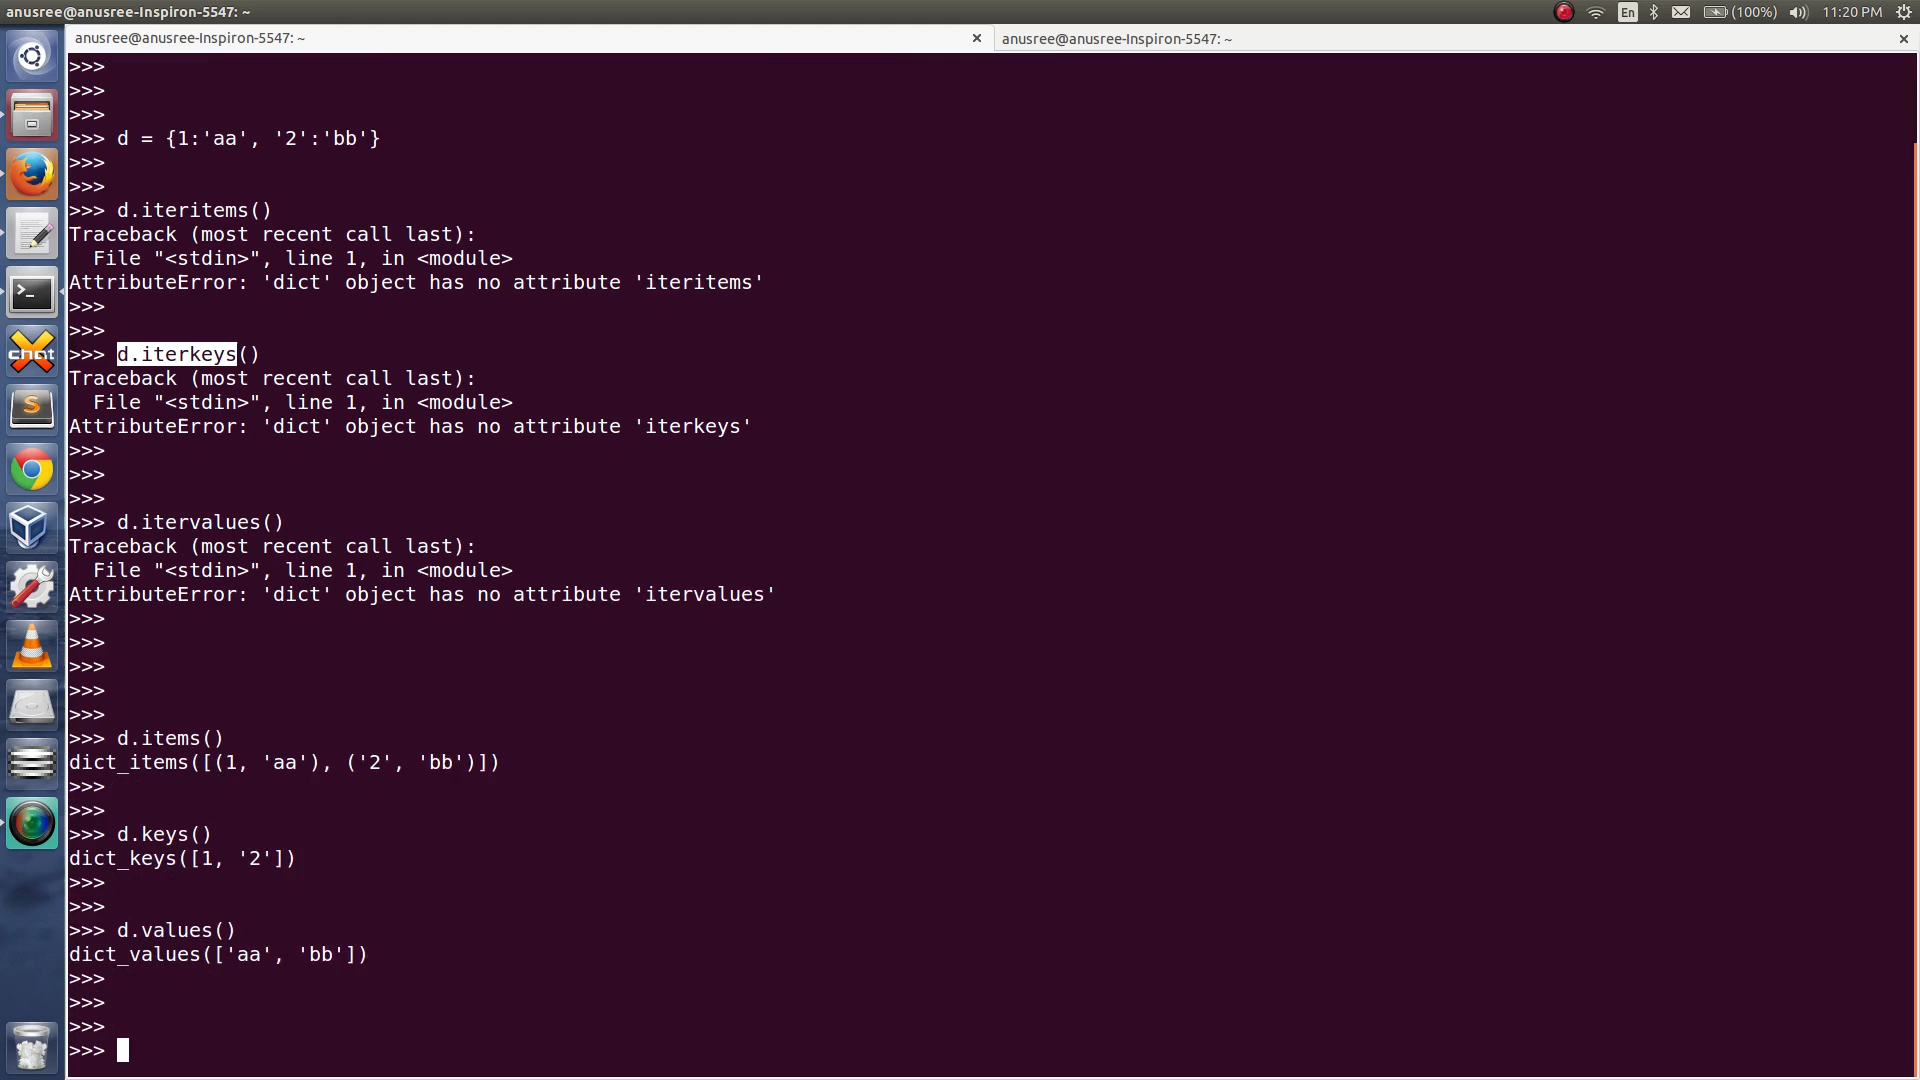 anusree@anusree-Inspiron-5547: ~
En
(100%)
11:20 PM
anusree@anusree-Inspiron-5547: ~
×
anusree@anusree-Inspiron-5547: ~
×
>>>
>>>
>>>
>>> d = {1:'aa', '2':'bb'}
>>>
>>>
>>> d.iteritems()
Traceback (most recent call last):
  File "<stdin>", line 1, in <module>
AttributeError: 'dict' object has no attribute 'iteritems'
>>>
>>>
>>> d.iterkeys()
Traceback (most recent call last):
  File "<stdin>", line 1, in <module>
AttributeError: 'dict' object has no attribute 'iterkeys'
>>>
>>>
>>>
>>> d.itervalues()
Traceback (most recent call last):
  File "<stdin>", line 1, in <module>
AttributeError: 'dict' object has no attribute 'itervalues'
>>>
>>>
>>>
>>>
>>>
>>> d.items()
dict_items([(1, 'aa'), ('2', 'bb')])
>>>
>>>
>>> d.keys()
dict_keys([1, '2'])
>>>
>>>
>>> d.values()
dict_values(['aa', 'bb'])
>>>
>>>
>>>
>>>
>_
chat
S